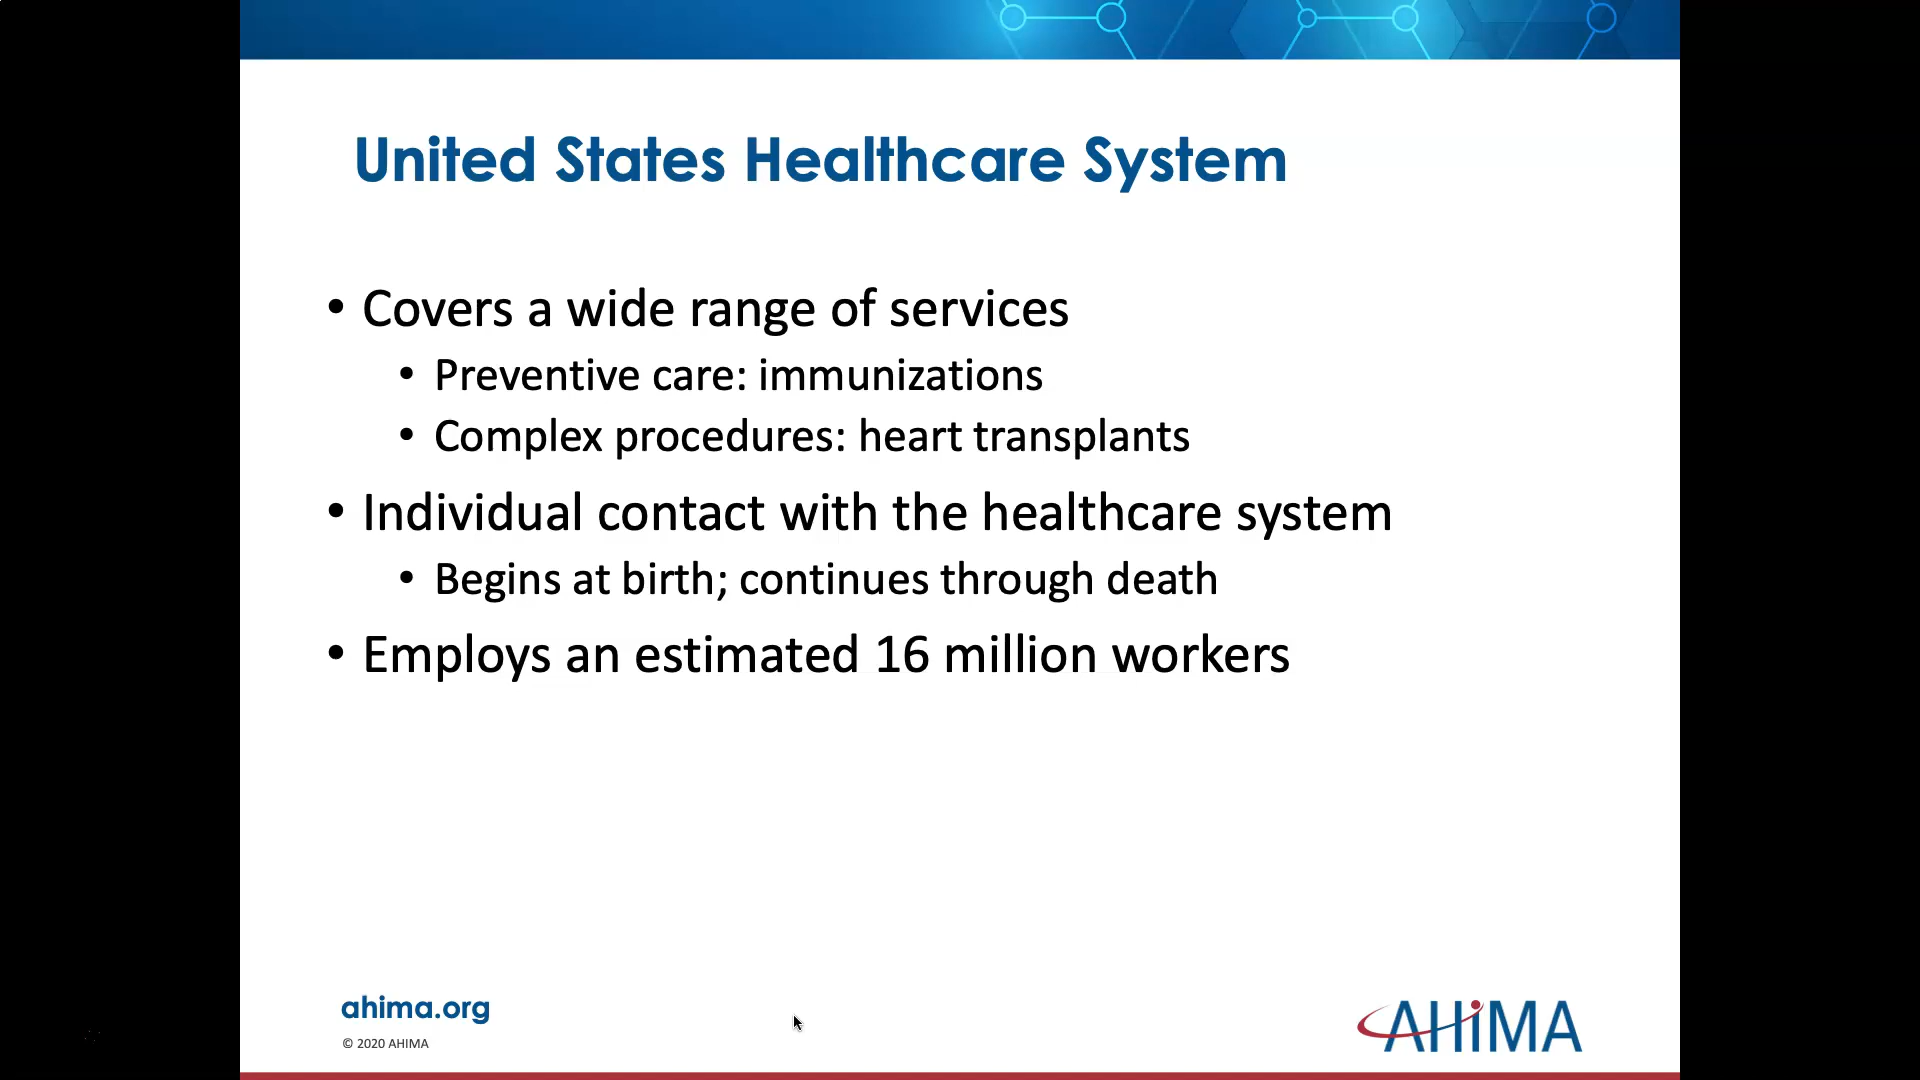 United States Healthcare System
• Covers a wide range of services
• Preventive care: immunizations
• Complex procedures: heart transplants
• Individual contact with the healthcare system
• Begins at birth; continues through death
• Employs an estimated 16 million workers
ahima.org
© 2020 AHIMA
AHiMA